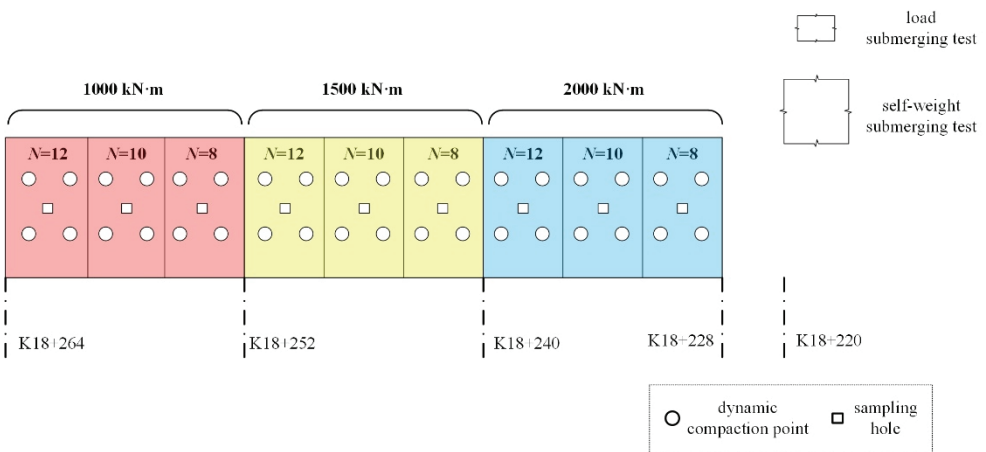 load
submerging test
1000 kN·m
1500 kN·m
2000 kN·m
self-weight
submerging test
N=12
N=10
N=8
N=12
N=10
N=8
N=12
N=10
N=8
K18+264
K18+252
K18+240
K18+228
K18+220
dynamic
compaction point
sampling
hole